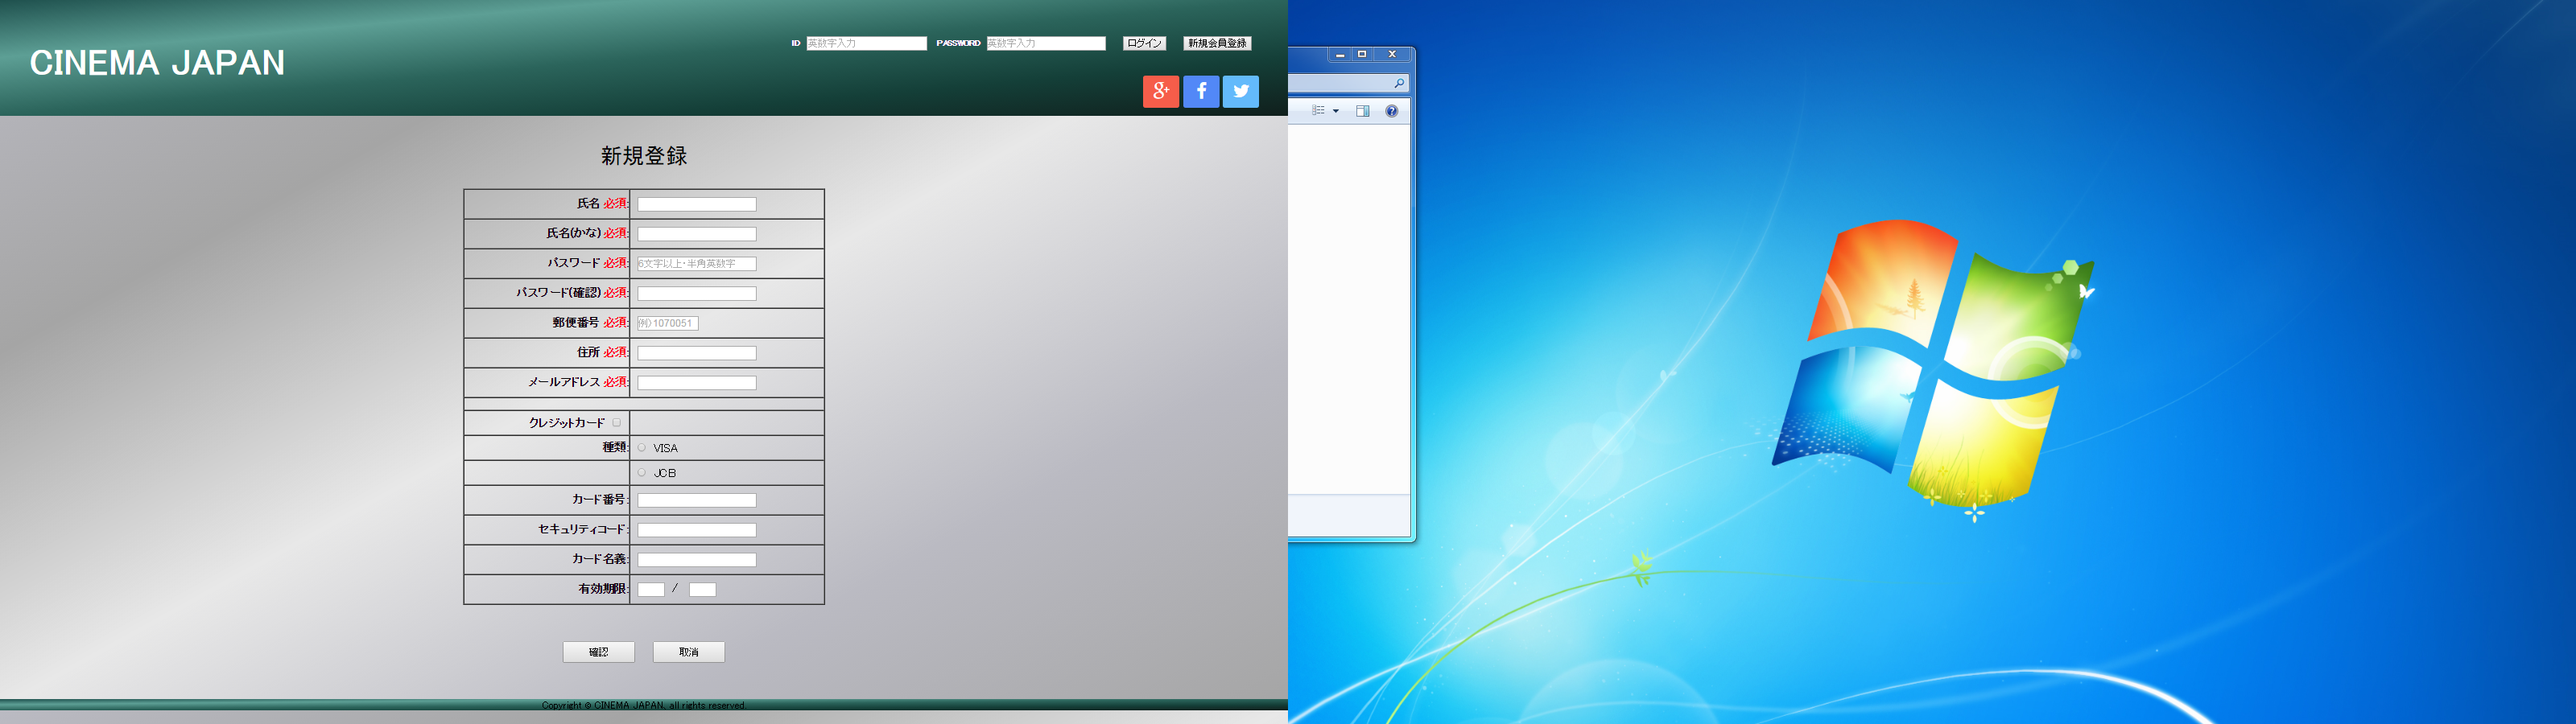 CINEMA JAPAN
ID 英数字入力 PASSWORD 英数字入力 ログイン 新規会員登録
g+ f
新規登録
氏名 必須:
氏名(かな) 必須:
パスワード 必須: 6文字以上・半角英数字
パスワード(確認) 必須:
郵便番号 必須: 例)1070051
住所 必須:
メールアドレス 必須:
クレジットカード
種類: VISA
JCB
カード番号:
セキュリティコード:
カード名義:
有効期限: /
確認 取消
Copyright © CINEMA JAPAN, all rights reserved.